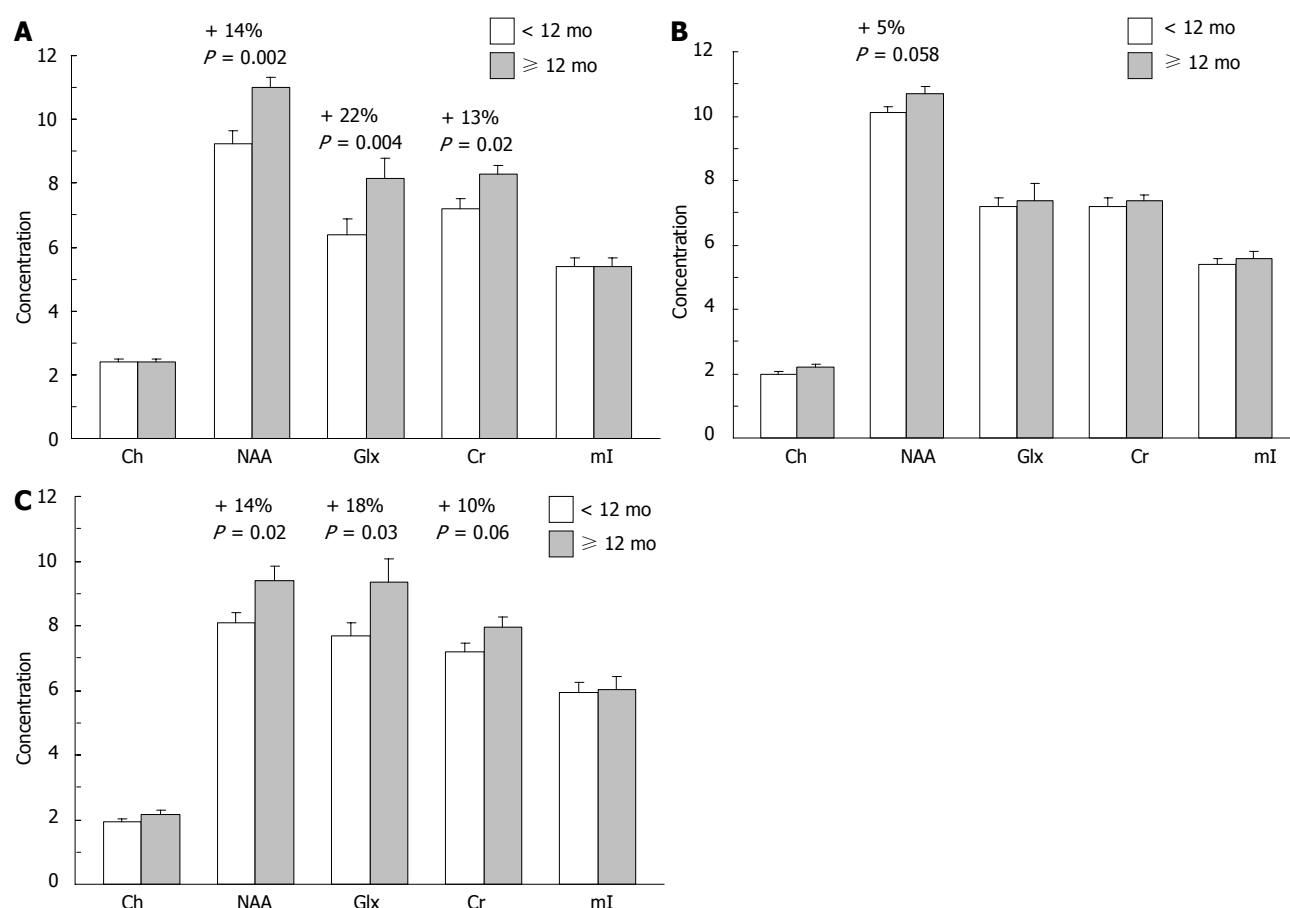 A
+ 14%
P = 0.002
+ 22%
P = 0.004
+ 13%
P = 0.02
< 12 mo
⩾ 12 mo
Concentration
12
10
8
6
4
2
0
Ch NAA Glx Cr mI
B
+ 5%
P = 0.058
< 12 mo
⩾ 12 mo
Concentration
12
10
8
6
4
2
0
Ch NAA Glx Cr mI
C
+ 14% + 18% + 10%
P = 0.02 P = 0.03 P = 0.06
< 12 mo
⩾ 12 mo
Concentration
12
10
8
6
4
2
0
Ch NAA Glx Cr mI